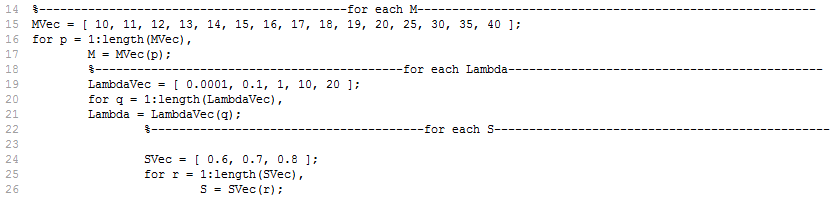 14 %--------------------------------------------for each M---------------------------------------------------------
15 MVec = [ 10, 11, 12, 13, 14, 15, 16, 17, 18, 19, 20, 25, 30, 35, 40 ];
16 for p = 1:length(MVec),
17 M = MVec(p);
18 %--------------------------------------------for each Lambda---------------------------------------------
19 LambdaVec = [ 0.0001, 0.1, 1, 10, 20 ];
20 for q = 1:length(LambdaVec),
21 Lambda = LambdaVec(q);
22 %---------------------------------------for each S------------------------------------------------
23
24 SVec = [ 0.6, 0.7, 0.8 ];
25 for r = 1:length(SVec),
26 S = SVec(r);